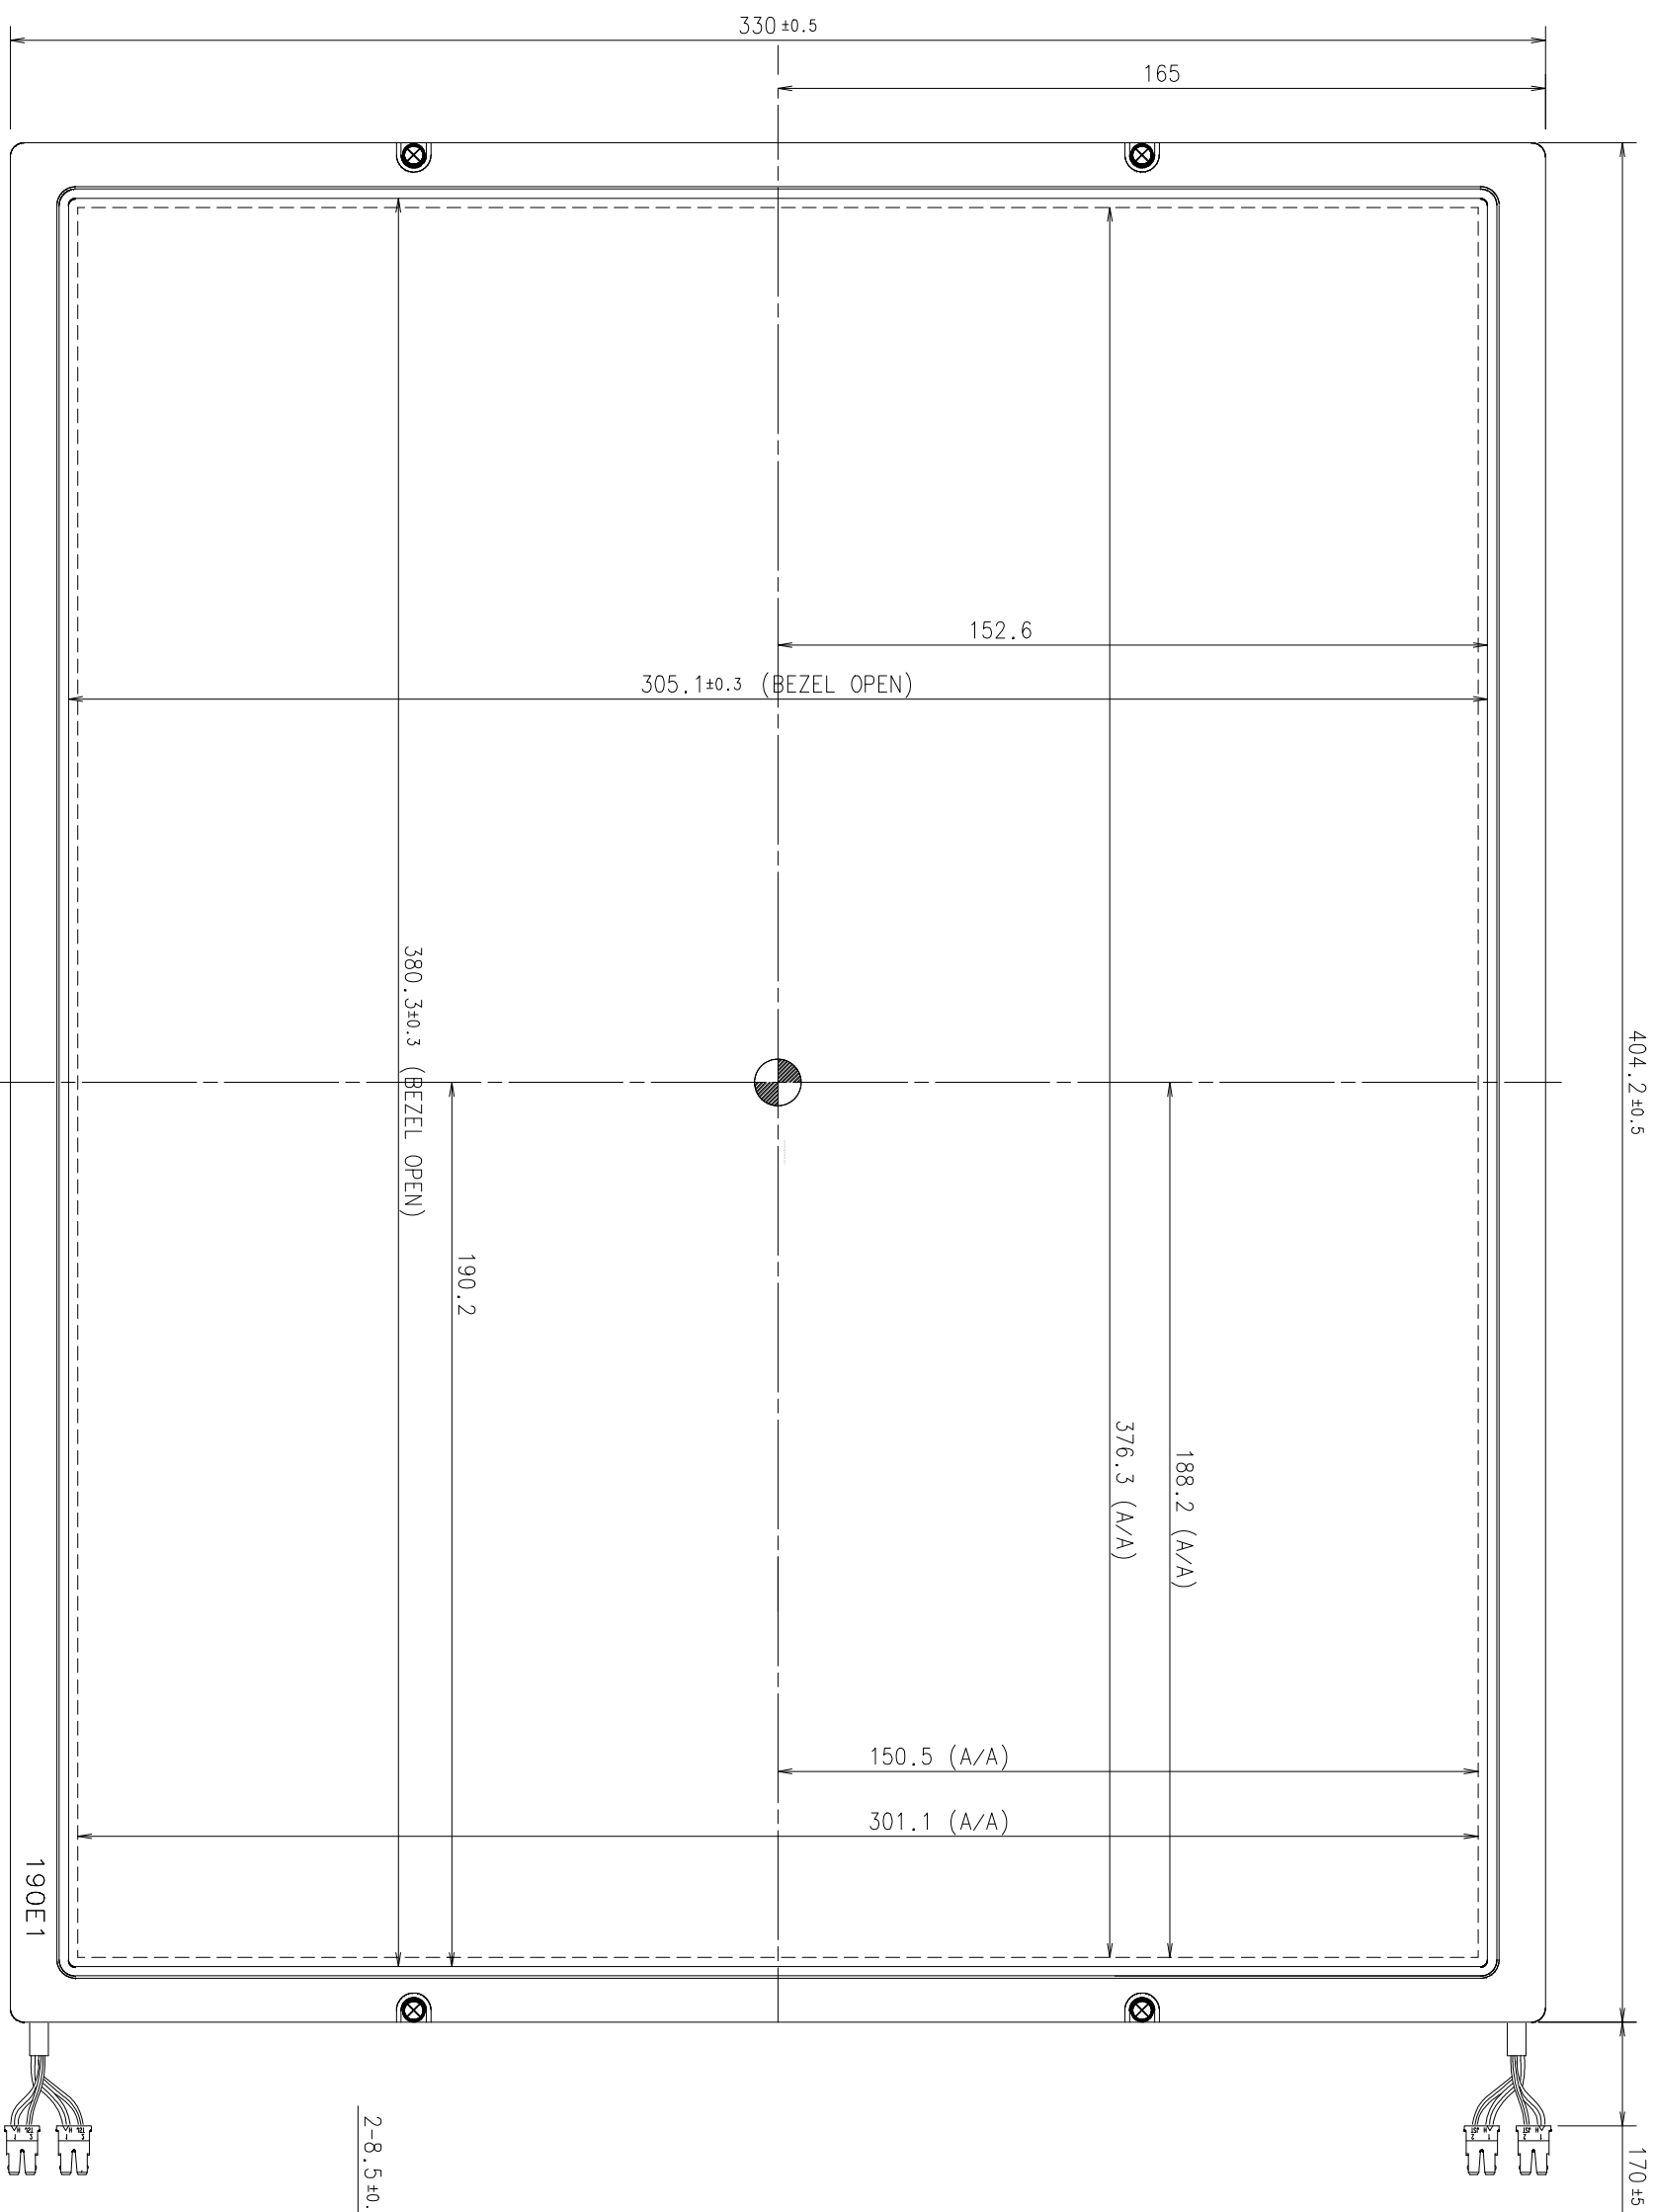 330±0.5
165
404.2±0.5
152.6
305.1±0.3 (BEZEL OPEN)
380.3±0.3 (BEZEL OPEN)
190.2
376.3 (A/A)
188.2 (A/A)
150.5 (A/A)
301.1 (A/A)
190E1
2-8.5±0.
170±5